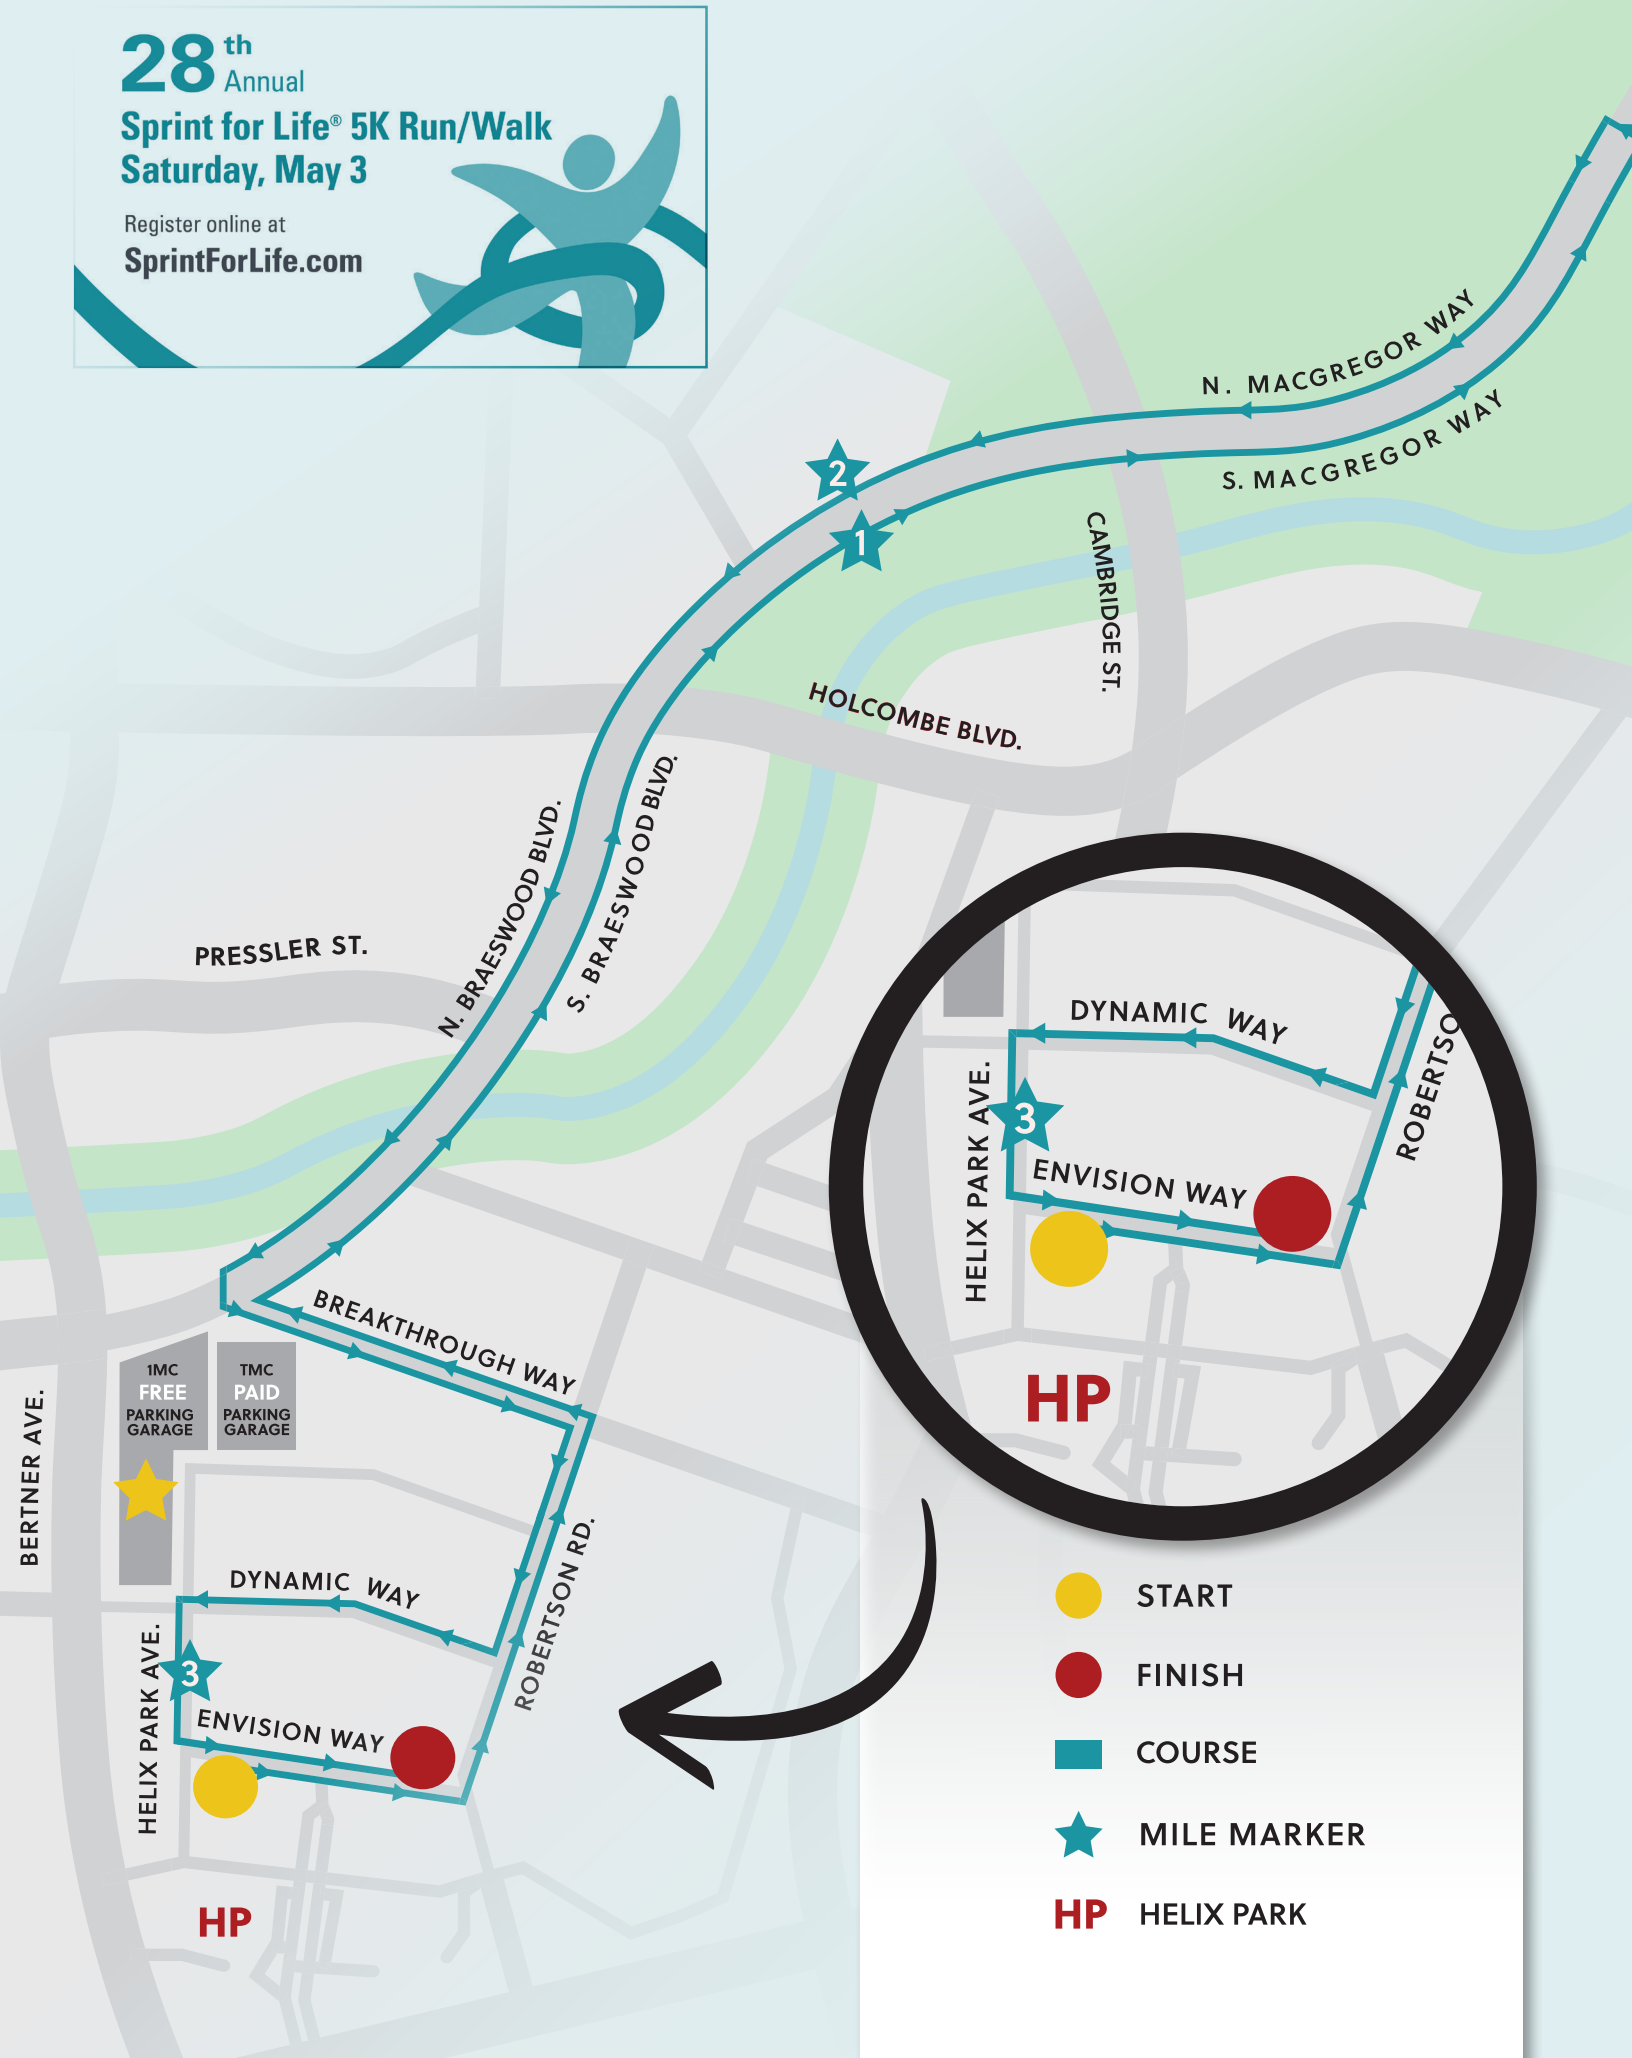 28th
Annual
Sprint for Life® 5K Run/Walk
Saturday, May 3
Register online at
SprintForLife.com
N. MACGREGOR WAY
S. MACGREGOR WAY
2
1
CAMBRIDGE ST.
HOLCOMBE BLVD.
N. BRAESWOOD BLVD.
S. BRAESWOOD BLVD.
PRESSLER ST.
DYNAMIC WAY
ROBERTSO
HELIX PARK AVE.
3
ENVISION WAY
HP
BREAKTHROUGH WAY
1MC
FREE
PARKING
GARAGE
TMC
PAID
PARKING
GARAGE
BERTNER AVE.
DYNAMIC WAY
ROBERTSON RD.
HELIX PARK AVE.
3
ENVISION WAY
HP
START
FINISH
COURSE
MILE MARKER
HP HELIX PARK